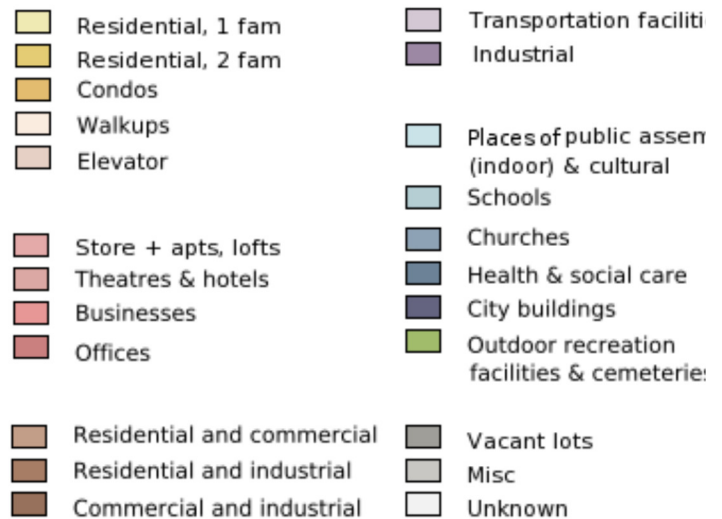 Residential, 1 fam
Residential, 2 fam
Condos
Walkups
Elevator
Store + apts, lofts
Theatres & hotels
Businesses
Offices
Residential and commercial
Residential and industrial
Commercial and industrial
Transportation faciliti
Industrial
Places of public assem
(indoor) & cultural
Schools
Churches
Health & social care
City buildings
Outdoor recreation
facilities & cemeteries
Vacant lots
Misc
Unknown